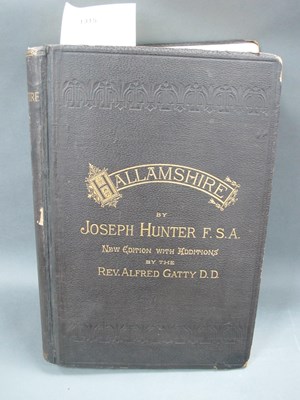 HALLAMSHIRE
BY
JOSEPH HUNTER F.S.A.
NEW EDITION WITH ADDITIONS
BY THE
REV. ALFRED GATTY D.D.